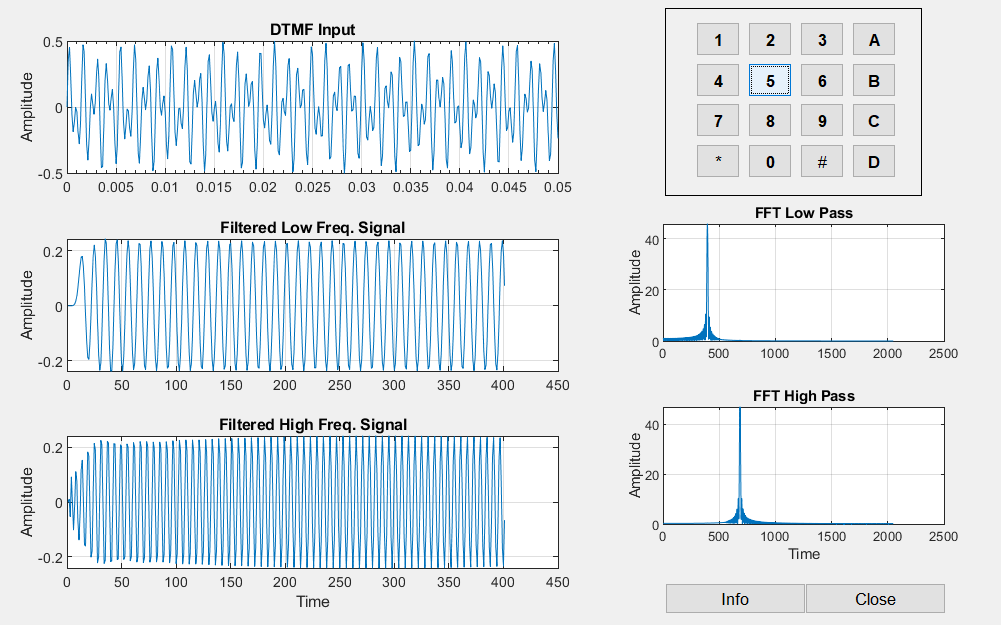 DTMF Input
Amplitude
0.5
0
-0.5
0 0.005 0.01 0.015 0.02 0.025 0.03 0.035 0.04 0.045 0.05
Filtered Low Freq. Signal
Amplitude
0.2
0
-0.2
0 50 100 150 200 250 300 350 400 450
Filtered High Freq. Signal
Amplitude
0.2
0
-0.2
0 50 100 150 200 250 300 350 400 450
Time
1 2 3 A
4 5 6 B
7 8 9 C
* 0 # D
FFT Low Pass
Amplitude
40
20
0
0 500 1000 1500 2000 2500
FFT High Pass
Amplitude
40
20
0
0 500 1000 1500 2000 2500
Time
Info Close